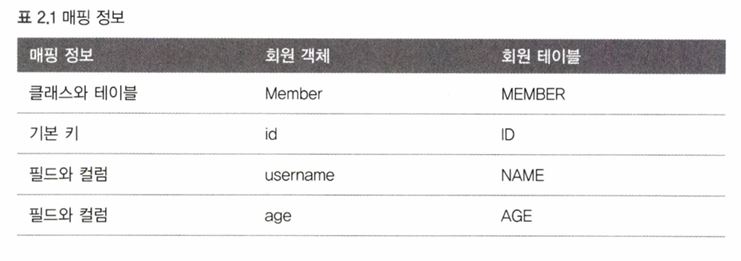 표 2.1 매핑 정보
매핑 정보 회원 객체 회원 테이블
클래스와 테이블 Member MEMBER
기본 키 id ID
필드와 컬럼 username NAME
필드와 컬럼 age AGE